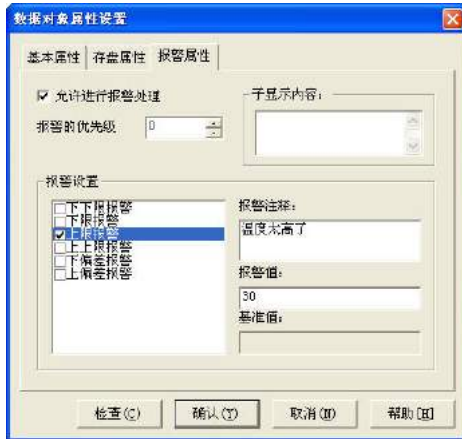 数据对象属性设置
基本属性 存盘属性 报警属性
允许进行报警处理
子显示内容：
报警的优先级 0
报警设置
下下限报警
下限报警
上限报警
上上限报警
下偏差报警
上偏差报警
报警注释：
温度太高了
报警值：
30
基准值：
检查(C) 确认(Y) 取消(N) 帮助[H]